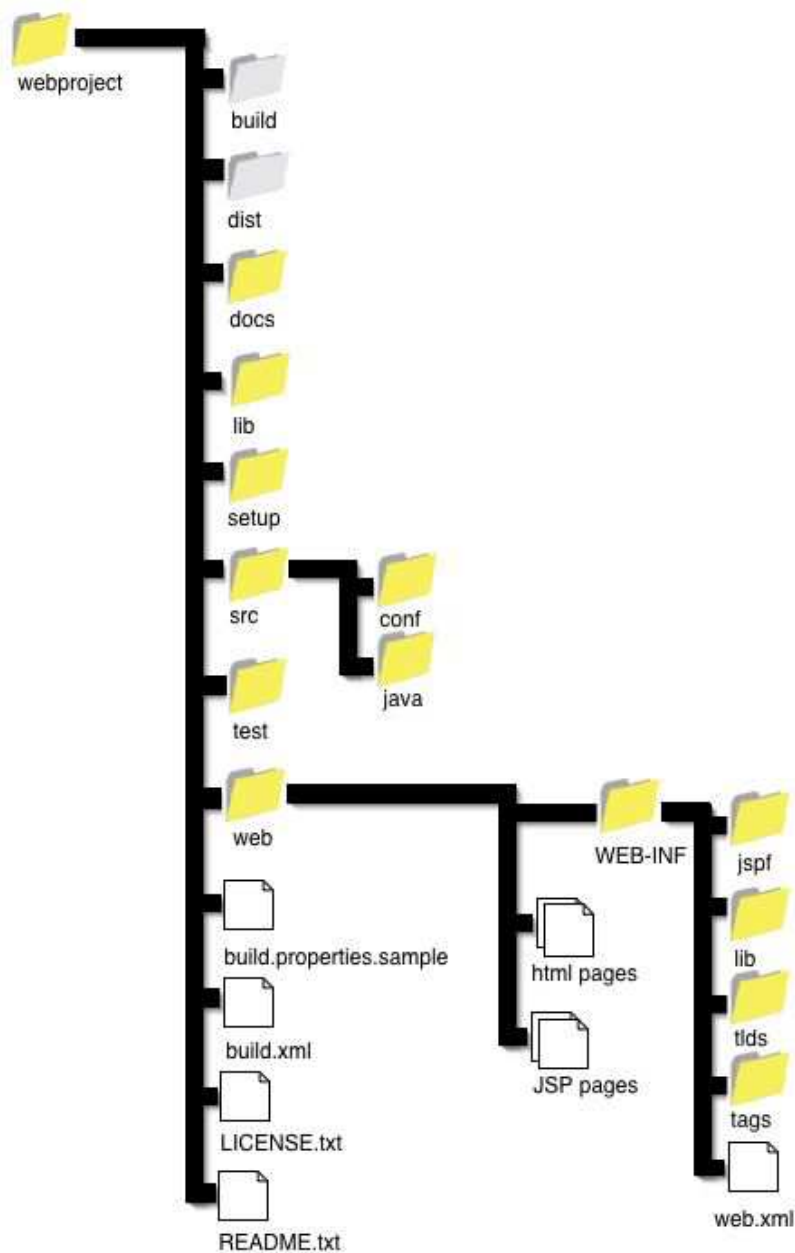 webproject
build
dist
docs
lib
setup
src
conf
java
test
web
WEB-INF
jspf
lib
tlds
tags
web.xml
html pages
JSP pages
build.properties.sample
build.xml
LICENSE.txt
README.txt